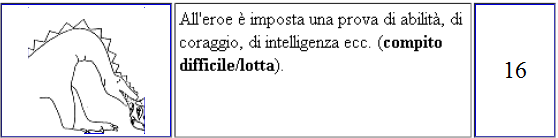 All'eroe è imposta una prova di abilità, di
coraggio, di intelligenza ecc. (compito
difficile/lotta).
16